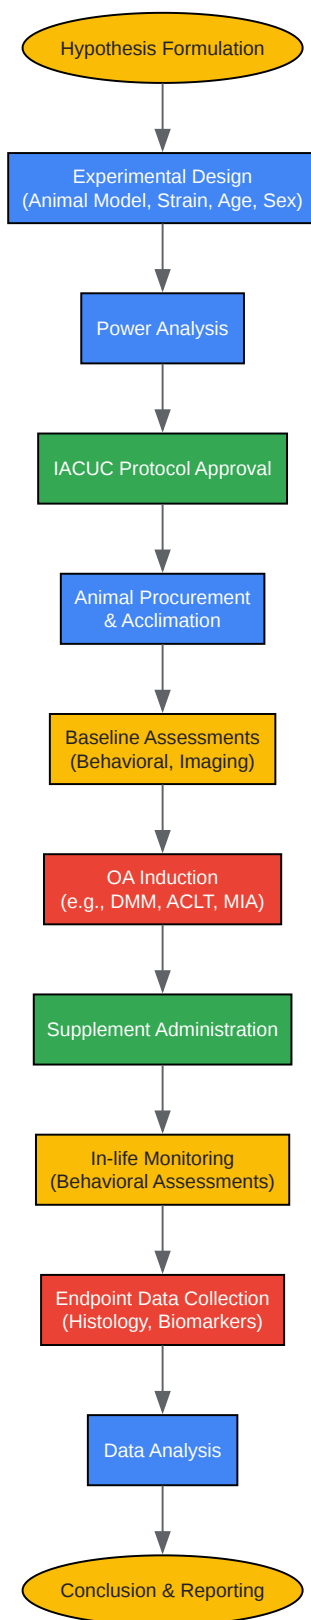 Hypothesis Formulation
Experimental Design
(Animal Model, Strain, Age, Sex)
Power Analysis
IACUC Protocol Approval
Animal Procurement
& Acclimation
Baseline Assessments
(Behavioral, Imaging)
OA Induction
(e.g., DMM, ACLT, MIA)
Supplement Administration
In-life Monitoring
(Behavioral Assessments)
Endpoint Data Collection
(Histology, Biomarkers)
Data Analysis
Conclusion & Reporting